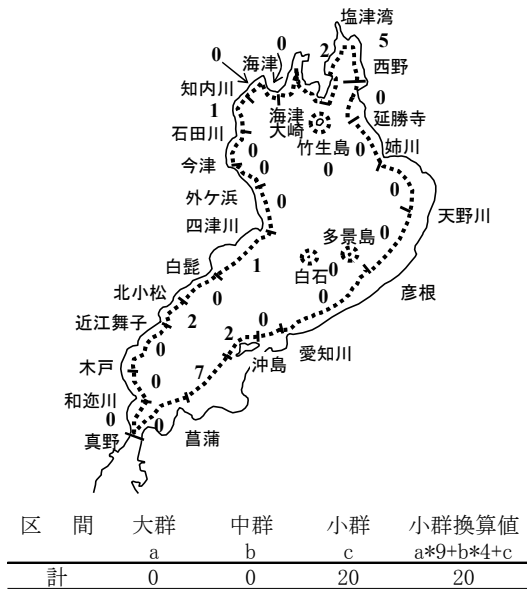 塩津湾
0
海津
0
2
5
西野
知内川
0
1
海津
大崎
延勝寺
石田川
竹生島
0
姉川
今津
0
0
0
外ケ浜
0
0
天野川
四津川
多景島
0
白髭
1
白石
0
北小松
0
0
彦根
近江舞子
2
2
0
愛知川
0
木戸
7
沖島
0
和迩川
0
真野
0
菖蒲
区 間 大群 中群 小群 小群換算値
a b c a*9+b*4+c
計 0 0 20 20